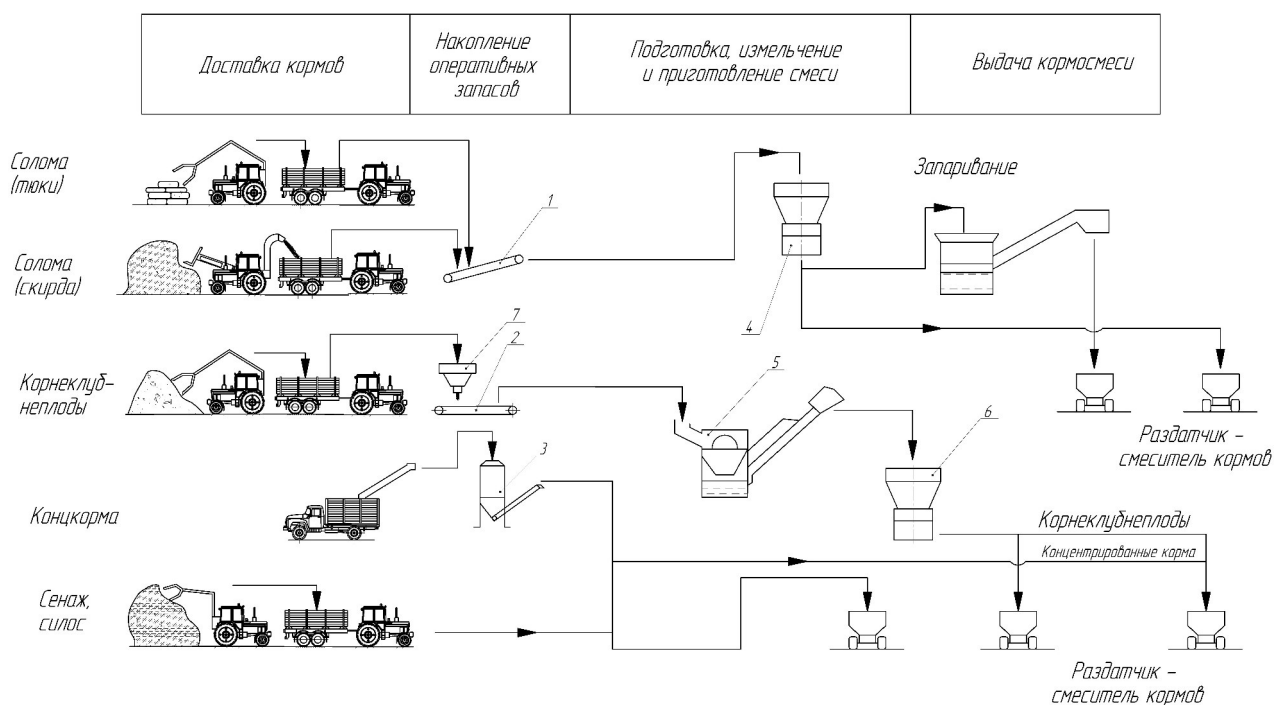 Доставка кормов
Накопление
оперативных
запасов
Подготовка, измельчение
и приготовление смеси
Выдача кормосмеси
Солома
(тюки)
Запаривание
1
Солома
(скирда)
4
7
2
5
Корнеклуб-
неплоды
6
Раздатчик -
смеситель кормов
3
Концкорма
Корнеклубнеплоды
Концентрированные корма
Сенаж,
силос
Раздатчик -
смеситель кормов